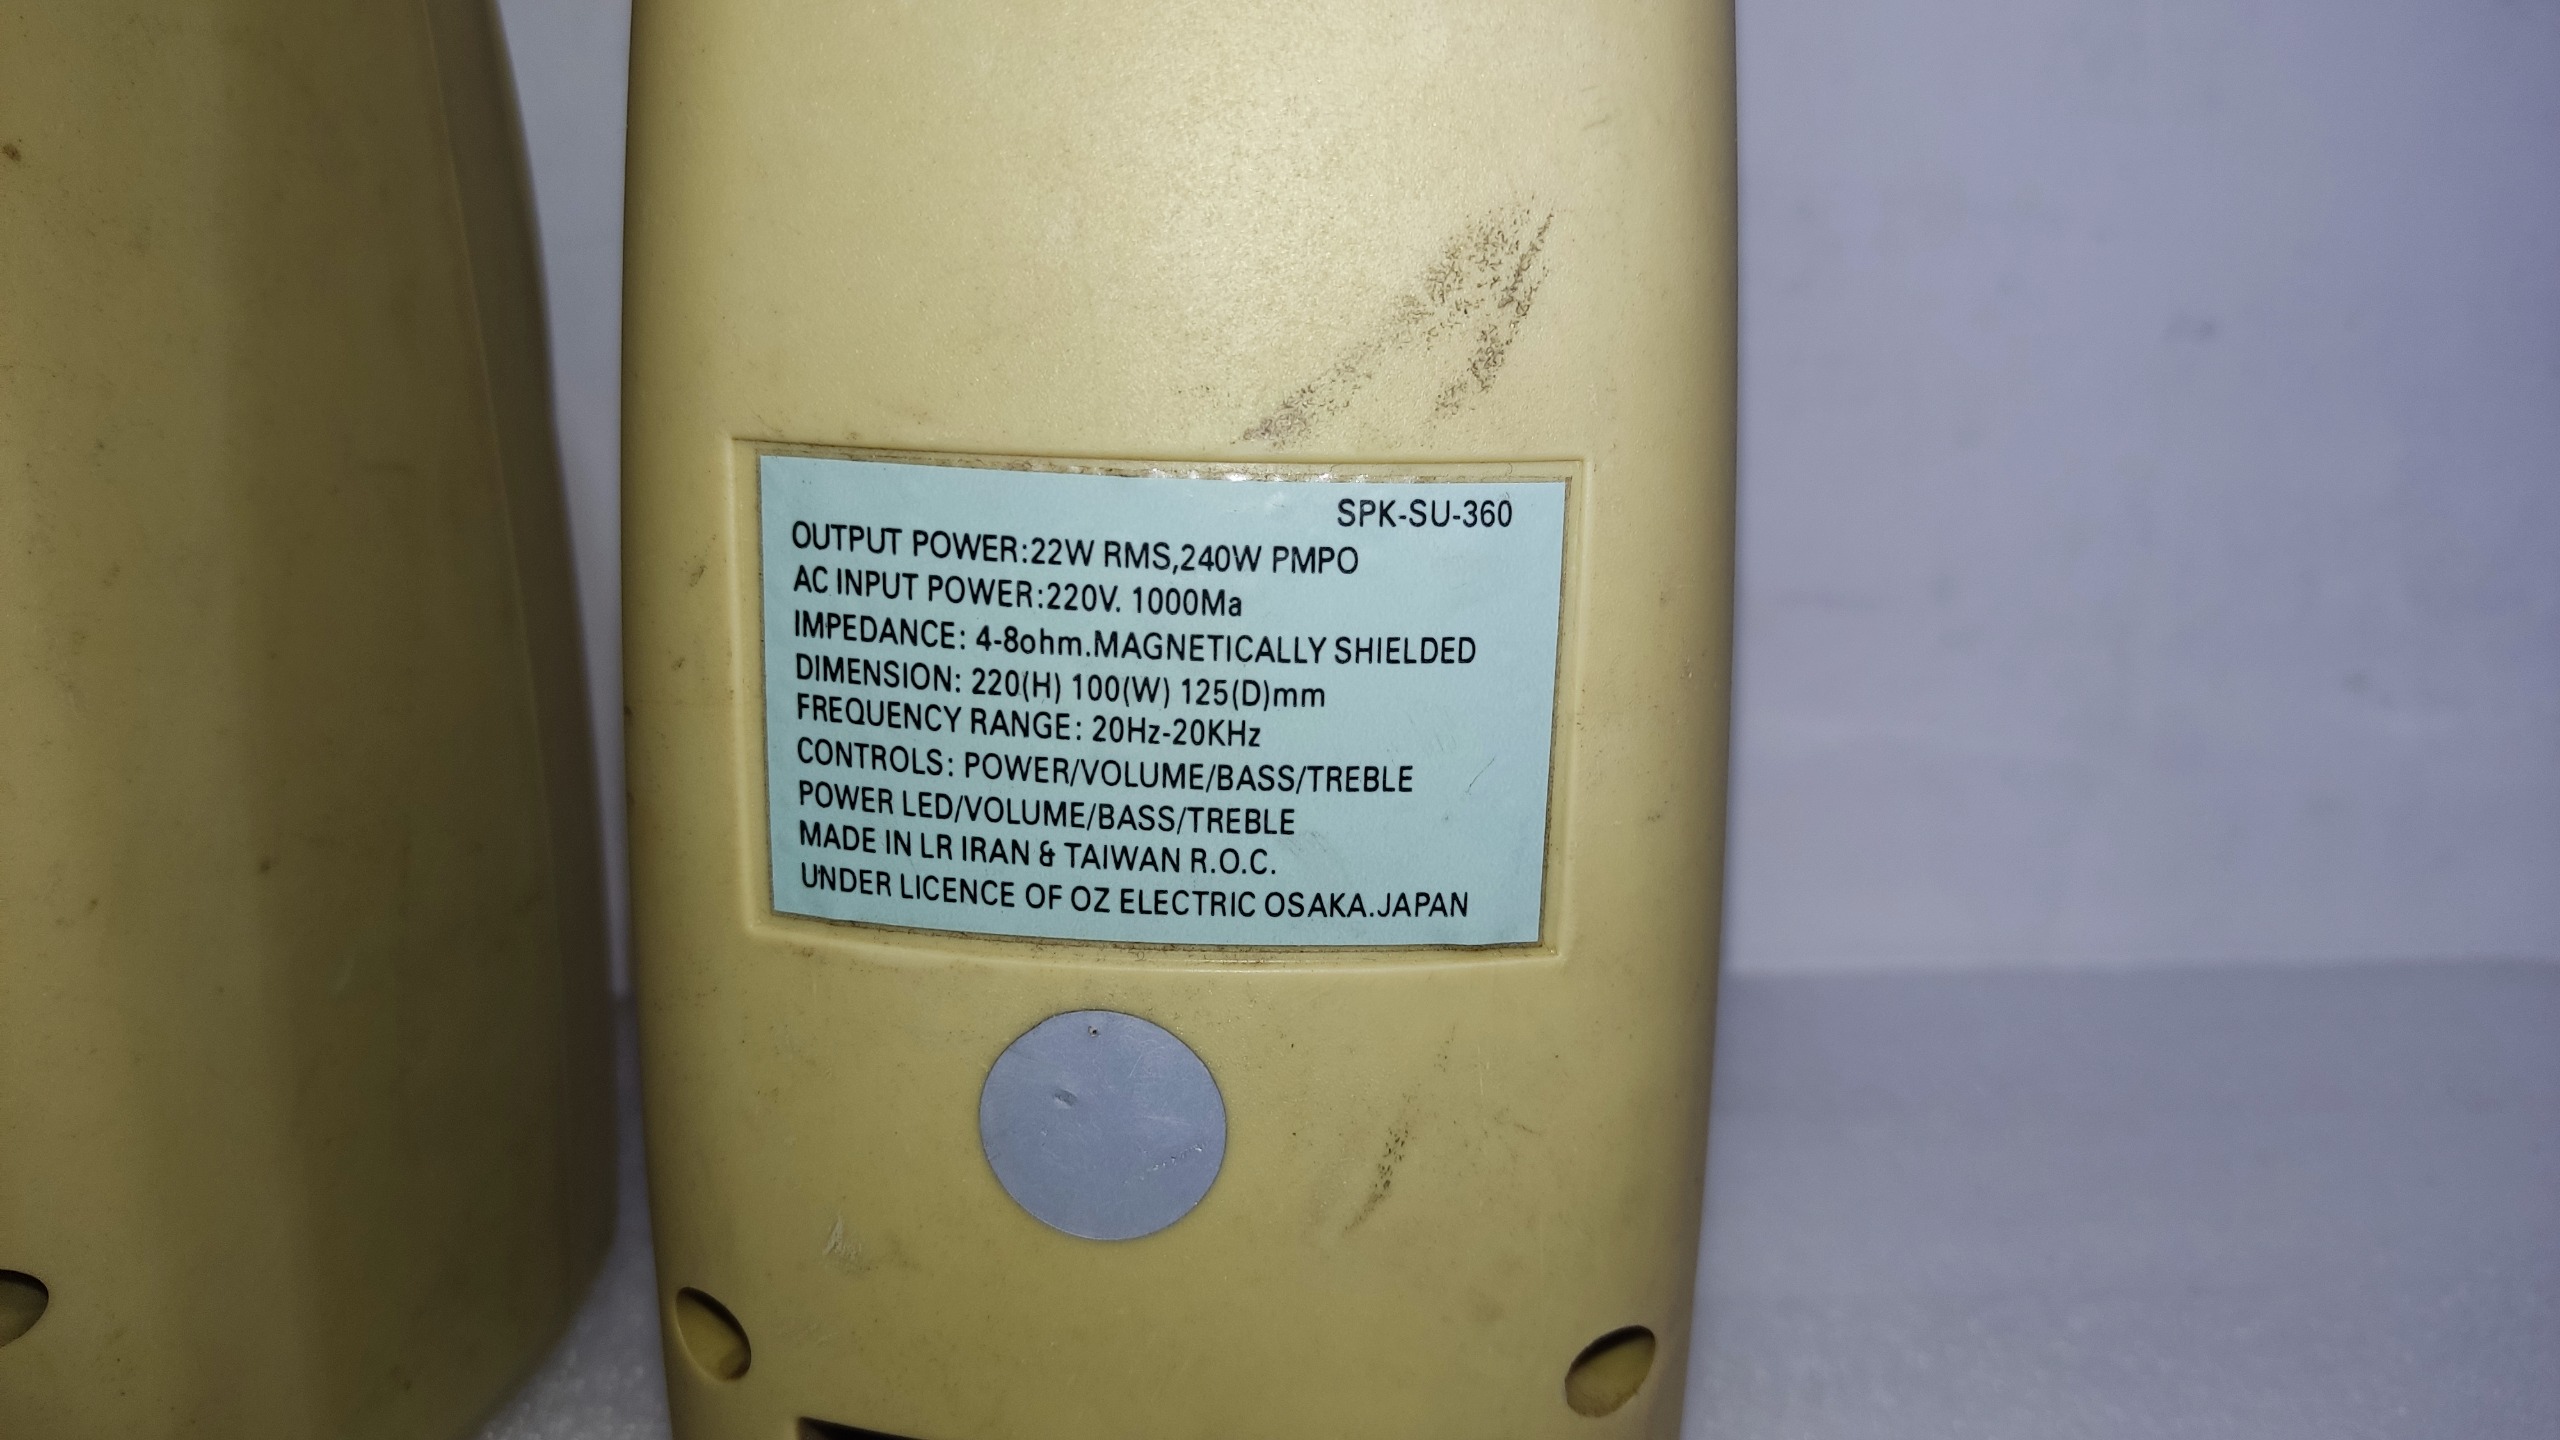 SPK-SU-360
OUTPUT POWER:22W RMS,240W PMPO
AC INPUT POWER:220V. 1000Ma
IMPEDANCE: 4-8ohm.MAGNETICALLY SHIELDED
DIMENSION: 220(H) 100(W) 125(D)mm
FREQUENCY RANGE: 20Hz-20KHz
CONTROLS: POWER/VOLUME/BASS/TREBLE
POWER LED/VOLUME/BASS/TREBLE
MADE IN LR IRAN & TAIWAN R.O.C.
UNDER LICENCE OF OZ ELECTRIC OSAKA.JAPAN